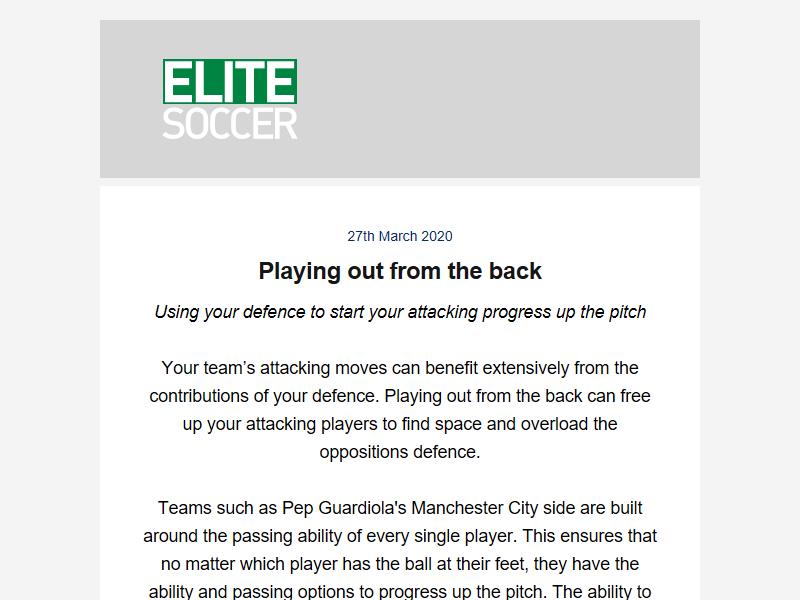 ELITE
SOCCER
27th March 2020
Playing out from the back
Using your defence to start your attacking progress up the pitch
Your team’s attacking moves can benefit extensively from the
contributions of your defence. Playing out from the back can free
up your attacking players to find space and overload the
oppositions defence.
Teams such as Pep Guardiola's Manchester City side are built
around the passing ability of every single player. This ensures that
no matter which player has the ball at their feet, they have the
ability and passing options to progress up the pitch. The ability to